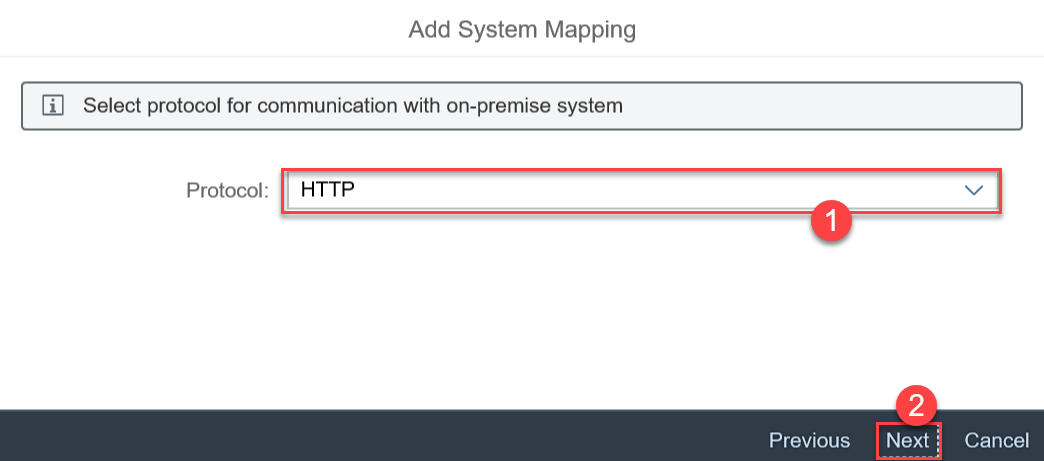 Add System Mapping
Select protocol for communication with on-premise system
Protocol: HTTP
1
2
Previous Next Cancel